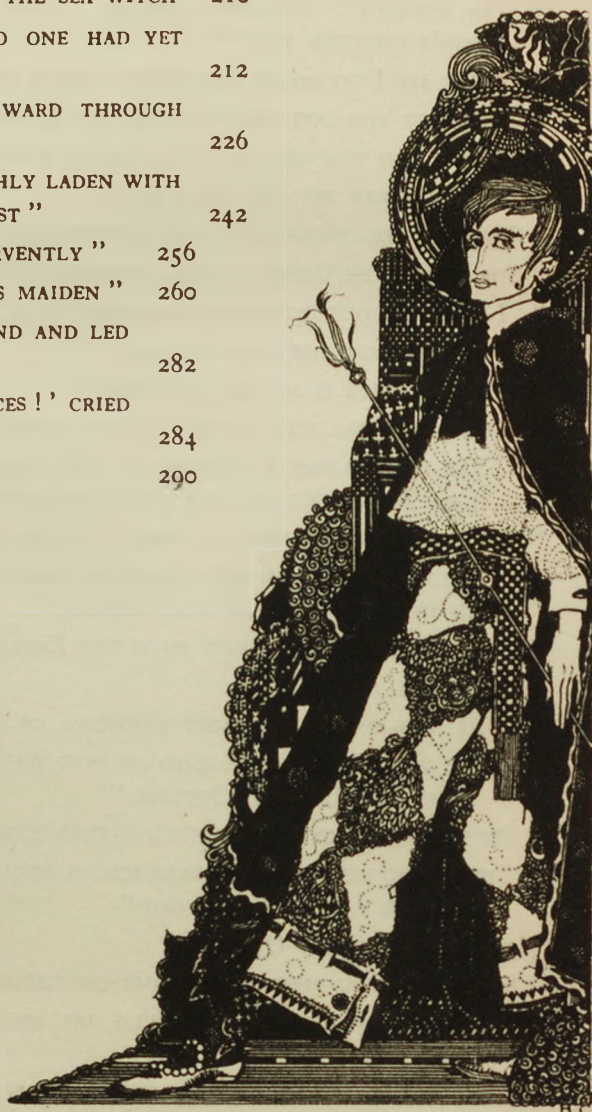 THE SEA WITCH 210
D ONE HAD YET
212
WARD THROUGH
226
HLY LADEN WITH
ST" 242
RVENTLY" 256
S MAIDEN" 260
ND AND LED
282
CES!' CRIED
284
290